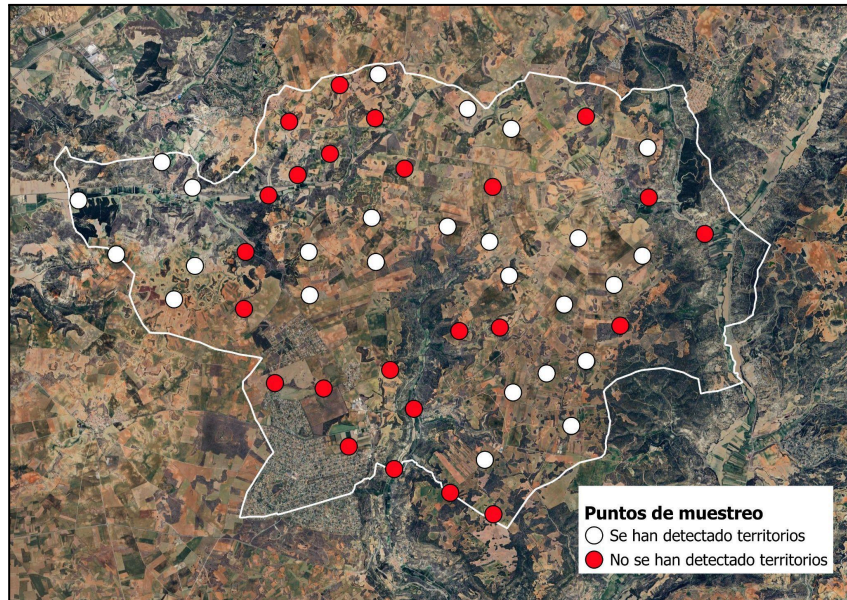 Puntos de muestreo
Se han detectado territorios
No se han detectado territorios